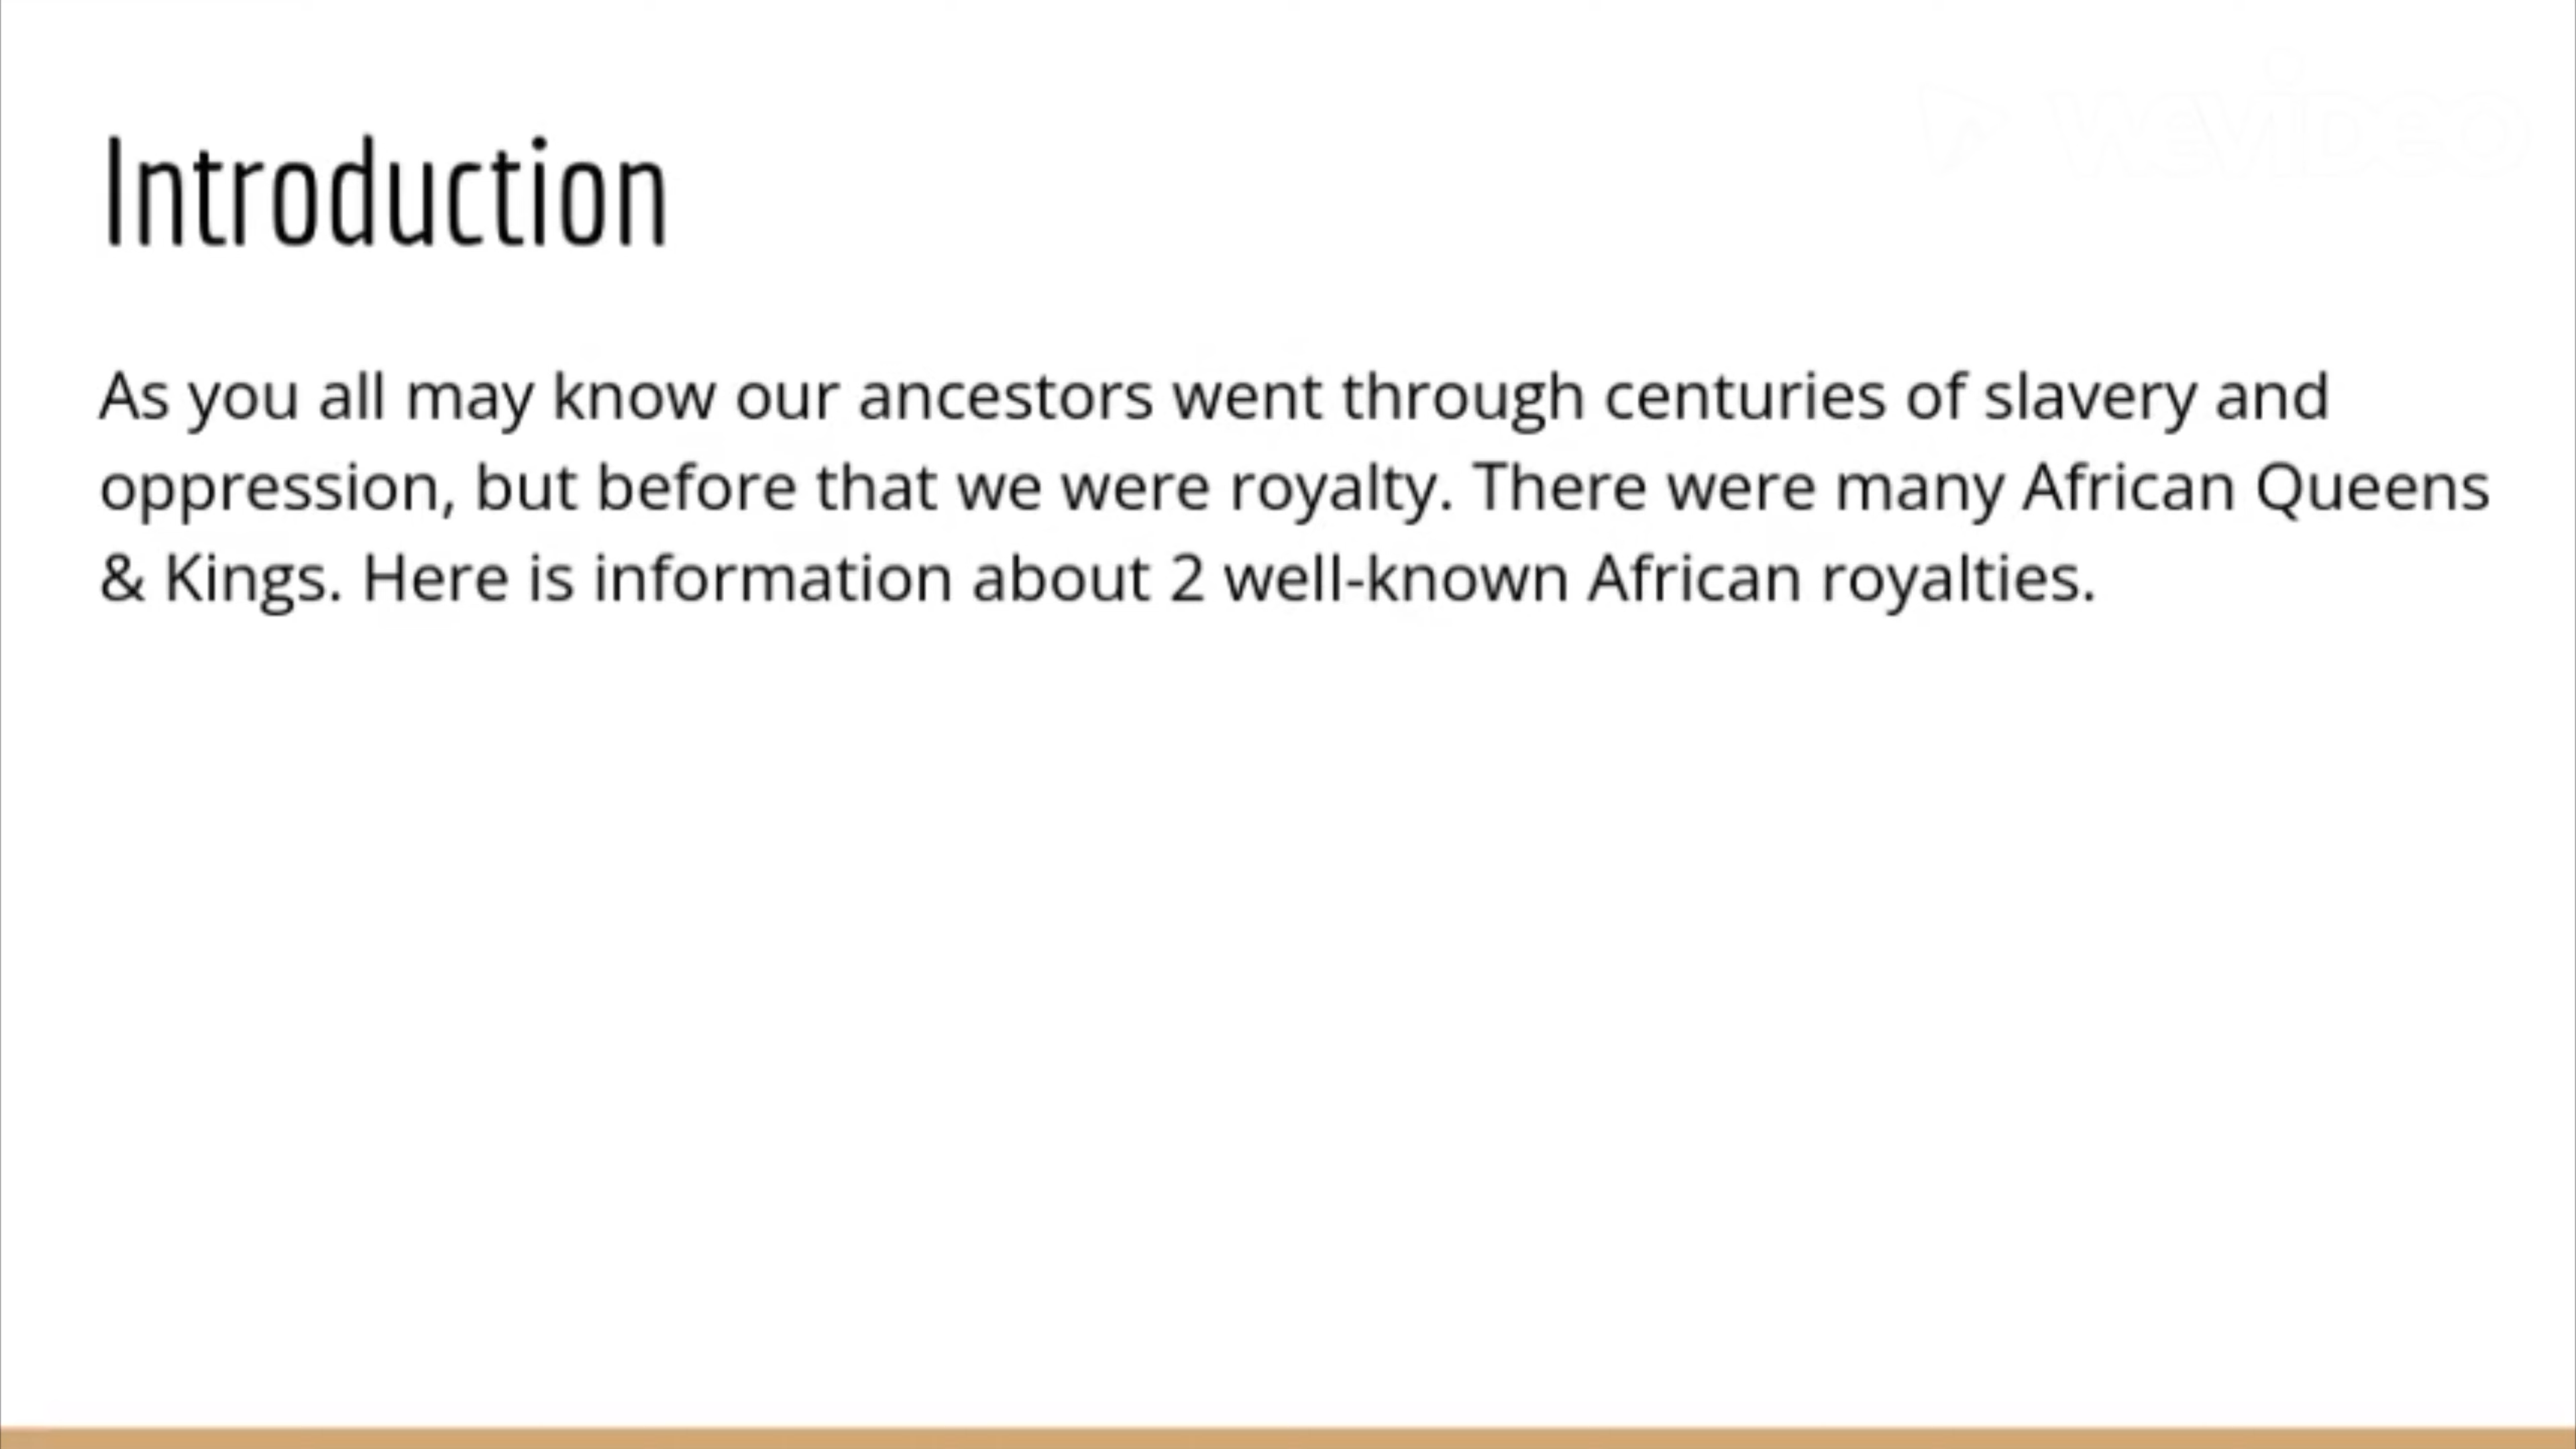 WEVIDEO
Introduction
As you all may know our ancestors went through centuries of slavery and
oppression, but before that we were royalty. There were many African Queens
& Kings. Here is information about 2 well-known African royalties.